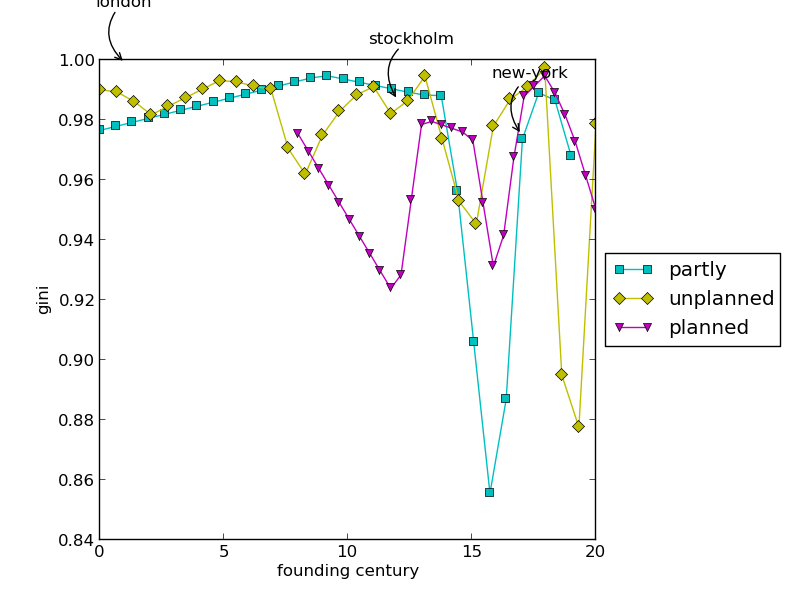 london
stockholm
new-york
1.00
0.98
0.96
0.94
0.92
0.90
0.88
0.86
0.84
gini
0 5 10 15 20
founding century
partly
unplanned
planned